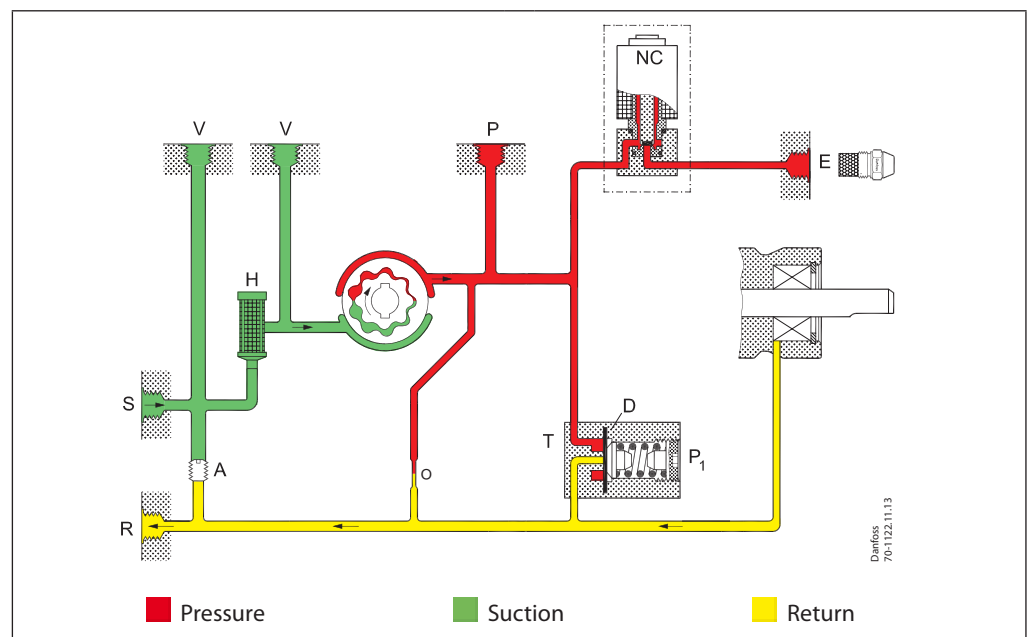 NC
V V P
E
H
S
D
T P1
A
O
R
Danfoss
70-1122.11.13
Pressure Suction Return